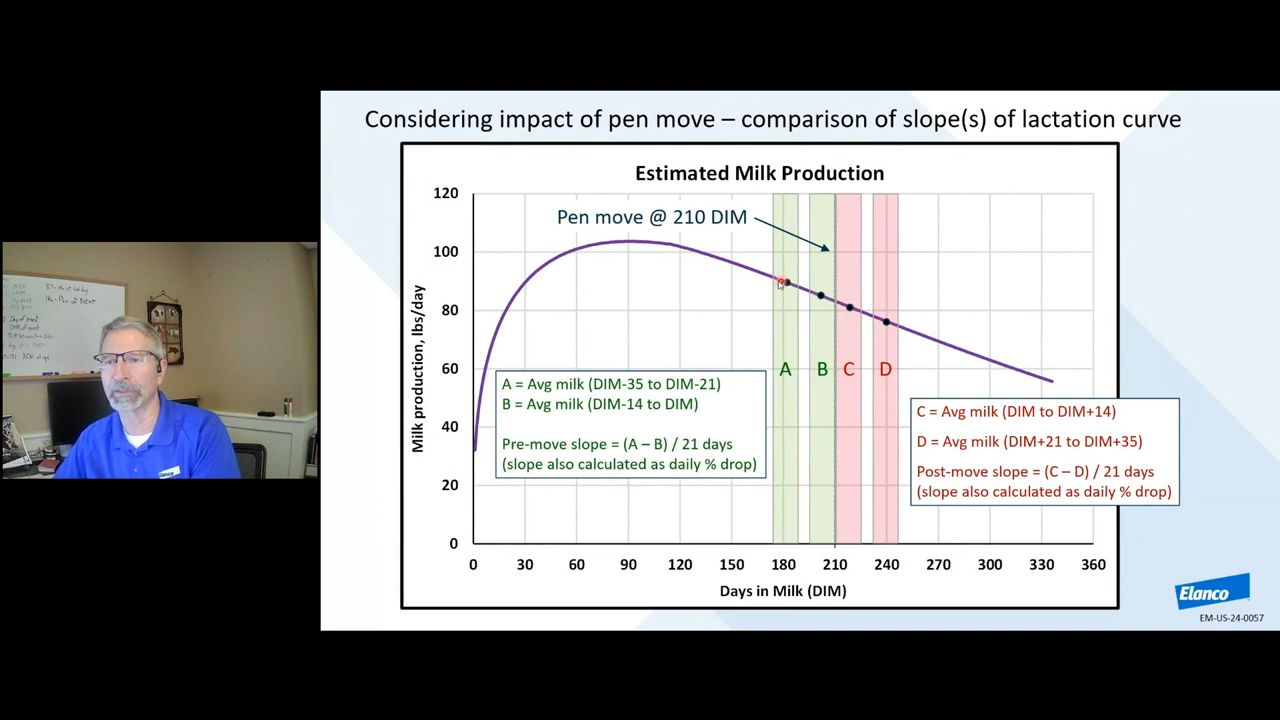 Considering impact of pen move – comparison of slope(s) of lactation curve
Estimated Milk Production
Pen move @ 210 DIM
120
100
80
60
40
20
0
Milk production, lbs/day
A
B
C
D
A = Avg milk (DIM-35 to DIM-21)
B = Avg milk (DIM-14 to DIM)
Pre-move slope = (A – B) / 21 days
(slope also calculated as daily % drop)
C = Avg milk (DIM to DIM+14)
D = Avg milk (DIM+21 to DIM+35)
Post-move slope = (C – D) / 21 days
(slope also calculated as daily % drop)
0 30 60 90 120 150 180 210 240 270 300 330 360
Days in Milk (DIM)
Elanco
EM-US-24-0057
Elanco